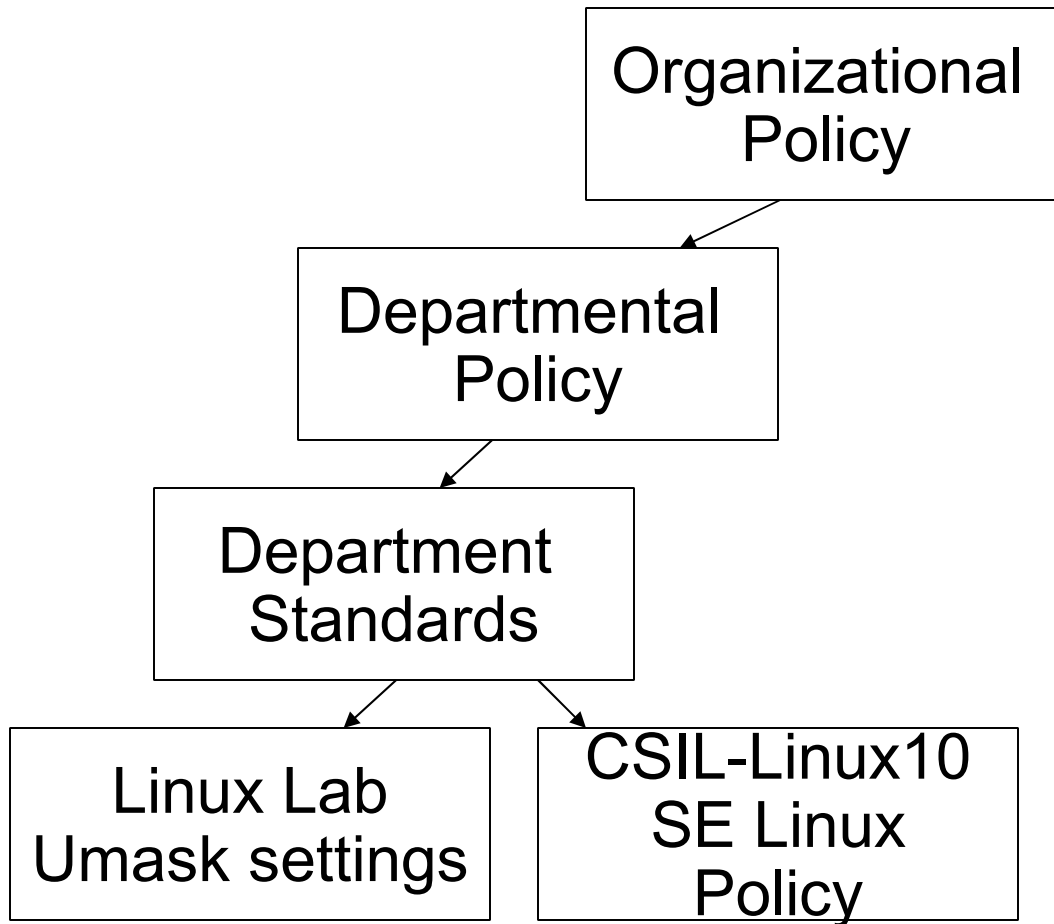 Organizational
Policy
Departmental
Policy
Department
Standards
Linux Lab
Umask settings
CSIL-Linux10
SE Linux
Policy